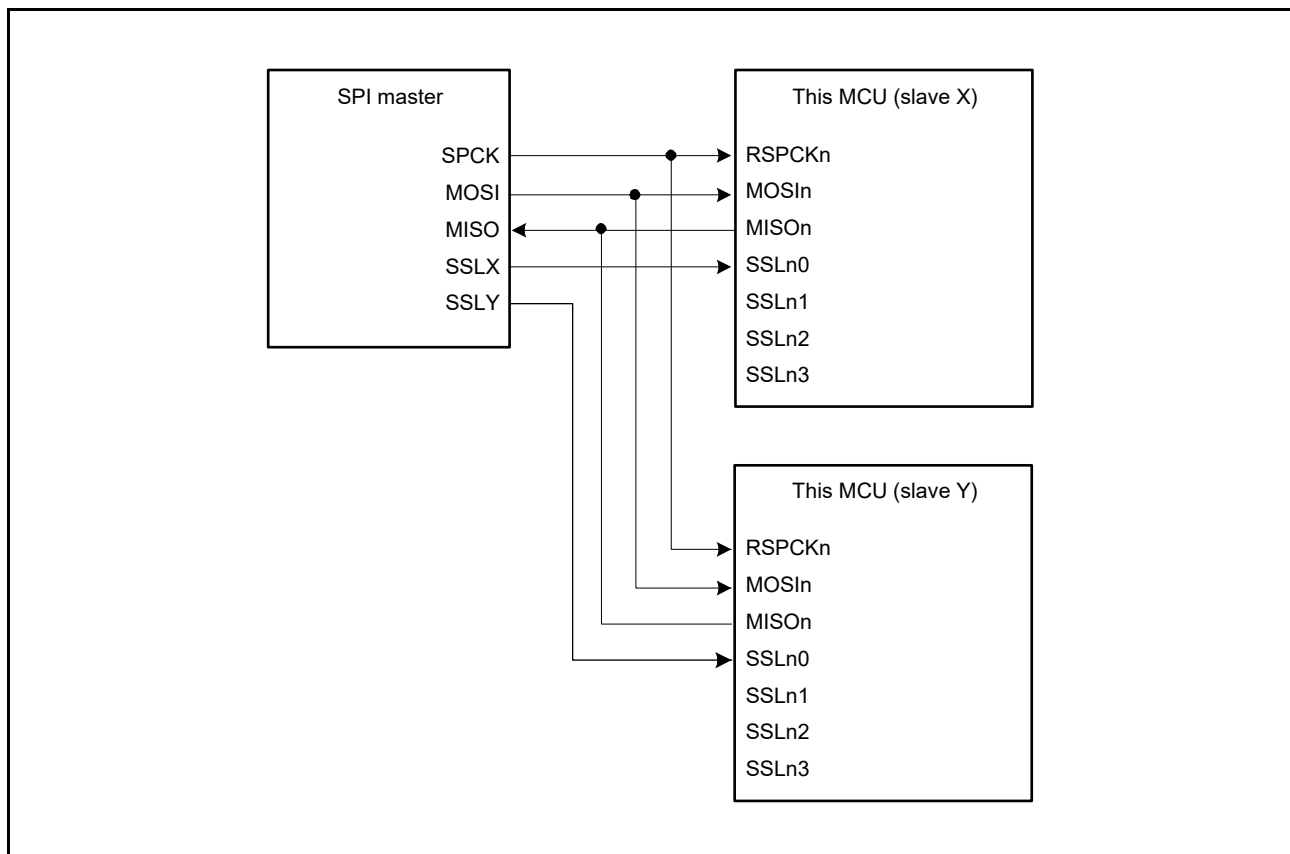 SPI master
SPCK
MOSI
MISO
SSLX
SSLY
This MCU (slave X)
RSPCKn
MOSIn
MISOn
SSLn0
SSLn1
SSLn2
SSLn3
This MCU (slave Y)
RSPCKn
MOSIn
MISOn
SSLn0
SSLn1
SSLn2
SSLn3